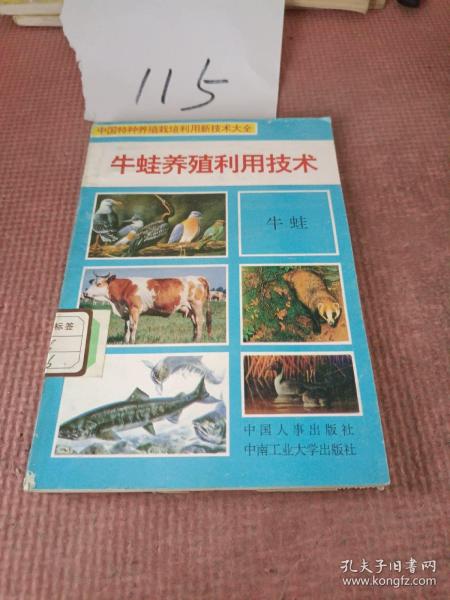 115
中国特种养殖栽培利用新技术大全
牛蛙养殖利用技术
牛蛙
标签
中国人事出版社
中南工业大学出版社
孔夫子旧书网
www.kongfz.com